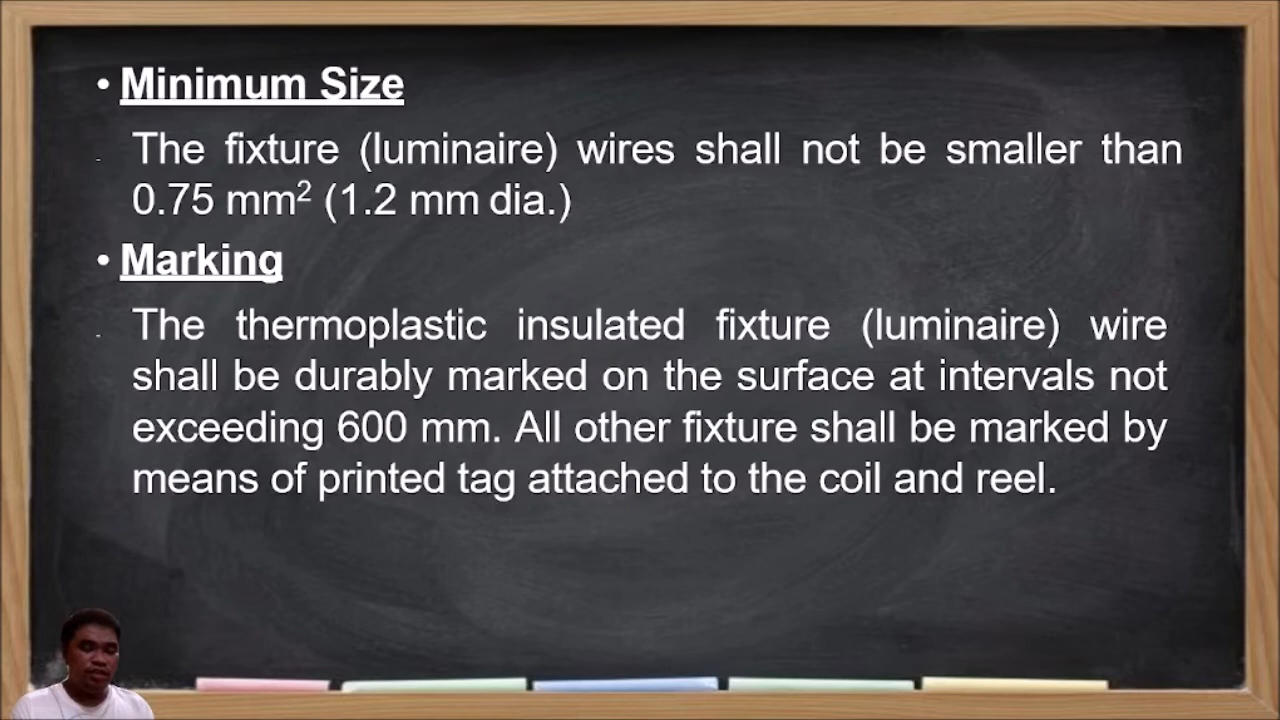 • Minimum Size
- The fixture (luminaire) wires shall not be smaller than
0.75 mm² (1.2 mm dia.)
• Marking
- The thermoplastic insulated fixture (luminaire) wire
shall be durably marked on the surface at intervals not
exceeding 600 mm. All other fixture shall be marked by
means of printed tag attached to the coil and reel.